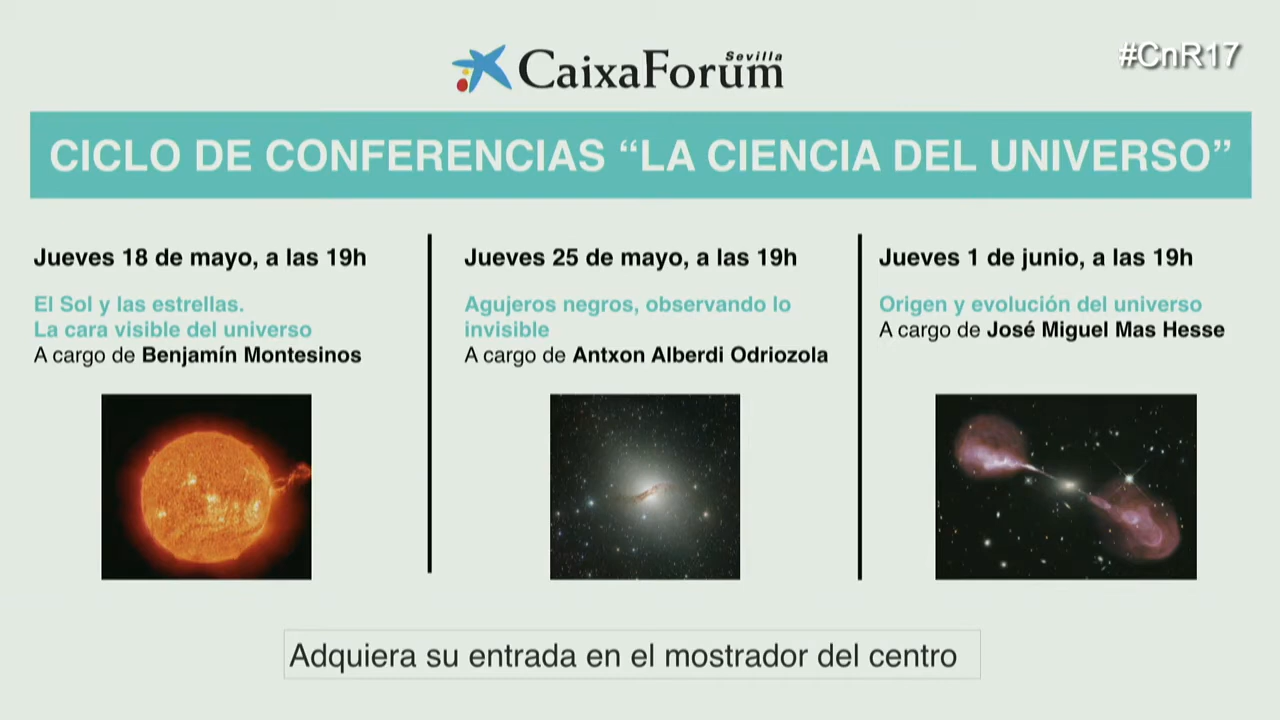 Sevilla
CaixaForum
#CnR17
CICLO DE CONFERENCIAS “LA CIENCIA DEL UNIVERSO”
Jueves 18 de mayo, a las 19h
El Sol y las estrellas.
La cara visible del universo
A cargo de Benjamín Montesinos
Jueves 25 de mayo, a las 19h
Agujeros negros, observando lo
invisible
A cargo de Antxon Alberdi Odriozola
Jueves 1 de junio, a las 19h
Origen y evolución del universo
A cargo de José Miguel Mas Hesse
Adquiera su entrada en el mostrador del centro